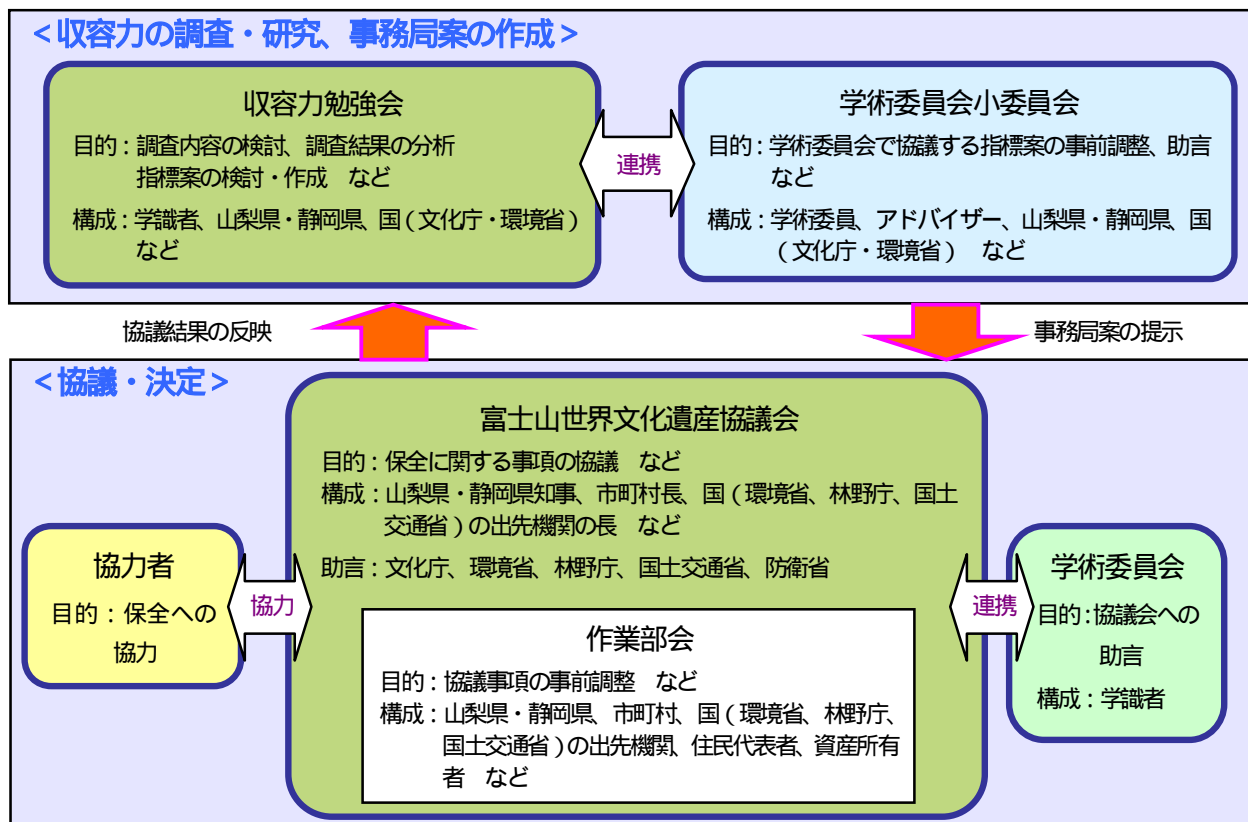 ＜収容力の調査・研究、事務局案の作成＞
収容力勉強会
目的：調査内容の検討、調査結果の分析
指標案の検討・作成　など
構成：学識者、山梨県・静岡県、国（文化庁・環境省）
など
連携
学術委員会小委員会
目的：学術委員会で協議する指標案の事前調整、助言
など
構成：学術委員、アドバイザー、山梨県・静岡県、国
（文化庁・環境省）　など
協議結果の反映
事務局案の提示
＜協議・決定＞
富士山世界文化遺産協議会
目的：保全に関する事項の協議　など
構成：山梨県・静岡県知事、市町村長、国（環境省、林野庁、国土
交通省）の出先機関の長　など
助言：文化庁、環境省、林野庁、国土交通省、防衛省
作業部会
目的：協議事項の事前調整　など
構成：山梨県・静岡県、市町村、国（環境省、林野庁、
国土交通省）の出先機関、住民代表者、資産所有
者　など
協力者
目的：保全への
協力
協力
連携
学術委員会
目的：協議会への
助言
構成：学識者